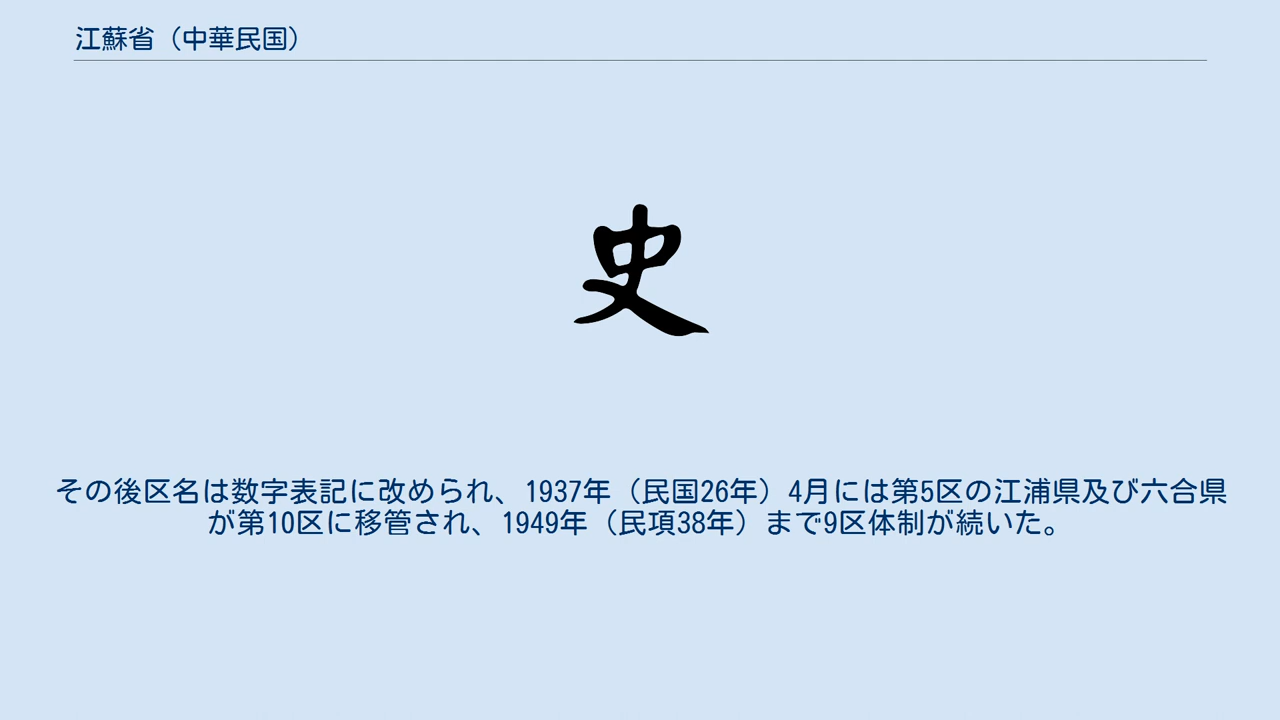 江蘇省（中華民国）
史
その後区名は数字表記に改められ、1937年（民国26年）4月には第5区の江浦県及び六合県
が第10区に移管され、1949年（民項38年）まで9区体制が続いた。